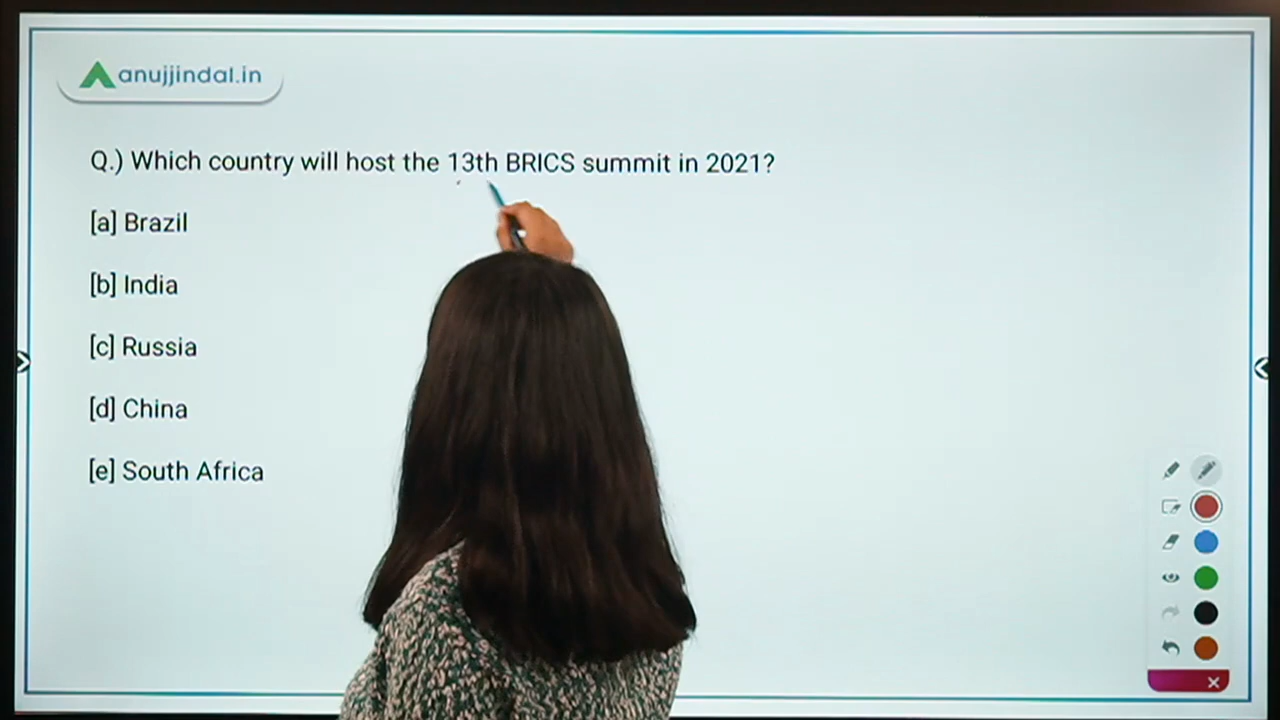 anujjindal.in
Q.) Which country will host the 13th BRICS summit in 2021?
[a] Brazil
[b] India
[c] Russia
[d] China
[e] South Africa